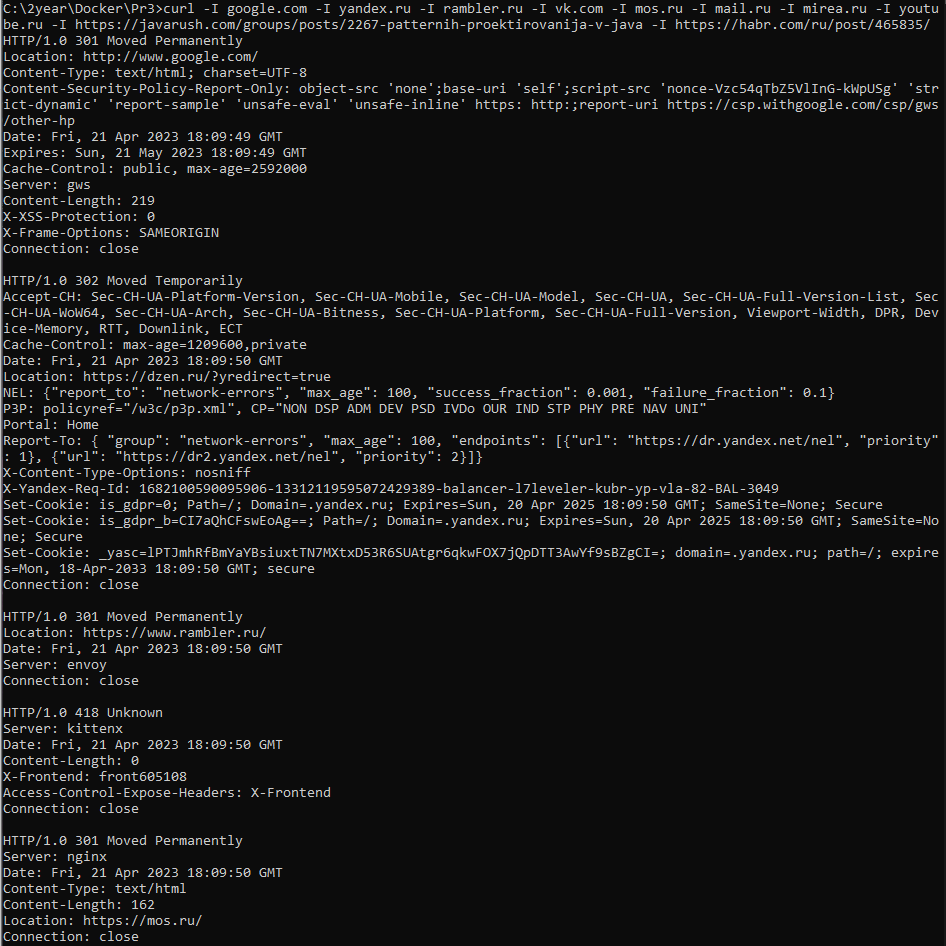 C:\2year\Docker\Pr3>curl -I google.com -I yandex.ru -I rambler.ru -I vk.com -I mos.ru -I mail.ru -I mirea.ru -I youtu
be.ru -I https://javarush.com/groups/posts/2267-patternih-proektirovanija-v-java -I https://habr.com/ru/post/465835/
HTTP/1.0 301 Moved Permanently
Location: http://www.google.com/
Content-Type: text/html; charset=UTF-8
Content-Security-Policy-Report-Only: object-src 'none';base-uri 'self';script-src 'nonce-Vzc54qTbZ5VlInG-kWpUSg' 'str
ict-dynamic' 'report-sample' 'unsafe-eval' 'unsafe-inline' https: http:;report-uri https://csp.withgoogle.com/csp/gws
/other-hp
Date: Fri, 21 Apr 2023 18:09:49 GMT
Expires: Sun, 21 May 2023 18:09:49 GMT
Cache-Control: public, max-age=2592000
Server: gws
Content-Length: 219
X-XSS-Protection: 0
X-Frame-Options: SAMEORIGIN
Connection: close

HTTP/1.0 302 Moved Temporarily
Accept-CH: Sec-CH-UA-Platform-Version, Sec-CH-UA-Mobile, Sec-CH-UA-Model, Sec-CH-UA, Sec-CH-UA-Full-Version-List, Sec
-CH-UA-WoW64, Sec-CH-UA-Arch, Sec-CH-UA-Bitness, Sec-CH-UA-Platform, Sec-CH-UA-Full-Version, Viewport-Width, DPR, Dev
ice-Memory, RTT, Downlink, ECT
Cache-Control: max-age=1209600,private
Date: Fri, 21 Apr 2023 18:09:50 GMT
Location: https://dzen.ru/?yredirect=true
NEL: {"report_to": "network-errors", "max_age": 100, "success_fraction": 0.001, "failure_fraction": 0.1}
P3P: policyref="/w3c/p3p.xml", CP="NON DSP ADM DEV PSD IVDo OUR IND STP PHY PRE NAV UNI"
Portal: Home
Report-To: { "group": "network-errors", "max_age": 100, "endpoints": [{"url": "https://dr.yandex.net/nel", "priority"
: 1}, {"url": "https://dr2.yandex.net/nel", "priority": 2}]}
X-Content-Type-Options: nosniff
X-Yandex-Req-Id: 1682100590095906-13312119595072429389-balancer-l7leveler-kubr-yp-vla-82-BAL-3049
Set-Cookie: is_gdpr=0; Path=/; Domain=.yandex.ru; Expires=Sun, 20 Apr 2025 18:09:50 GMT; SameSite=None; Secure
Set-Cookie: is_gdpr_b=CI7aQhCFswEoAg==; Path=/; Domain=.yandex.ru; Expires=Sun, 20 Apr 2025 18:09:50 GMT; SameSite=No
ne; Secure
Set-Cookie: _yasc=lPTJmhRfBmYaYBsiuxtTN7MXtxD53R6SUAtgr6qkwFOX7jQpDTT3AwYf9sBZgCI=; domain=.yandex.ru; path=/; expire
s=Mon, 18-Apr-2033 18:09:50 GMT; secure
Connection: close

HTTP/1.0 301 Moved Permanently
Location: https://www.rambler.ru/
Date: Fri, 21 Apr 2023 18:09:50 GMT
Server: envoy
Connection: close

HTTP/1.0 418 Unknown
Server: kittenx
Date: Fri, 21 Apr 2023 18:09:50 GMT
Content-Length: 0
X-Frontend: front605108
Access-Control-Expose-Headers: X-Frontend
Connection: close

HTTP/1.0 301 Moved Permanently
Server: nginx
Date: Fri, 21 Apr 2023 18:09:50 GMT
Content-Type: text/html
Content-Length: 162
Location: https://mos.ru/
Connection: close